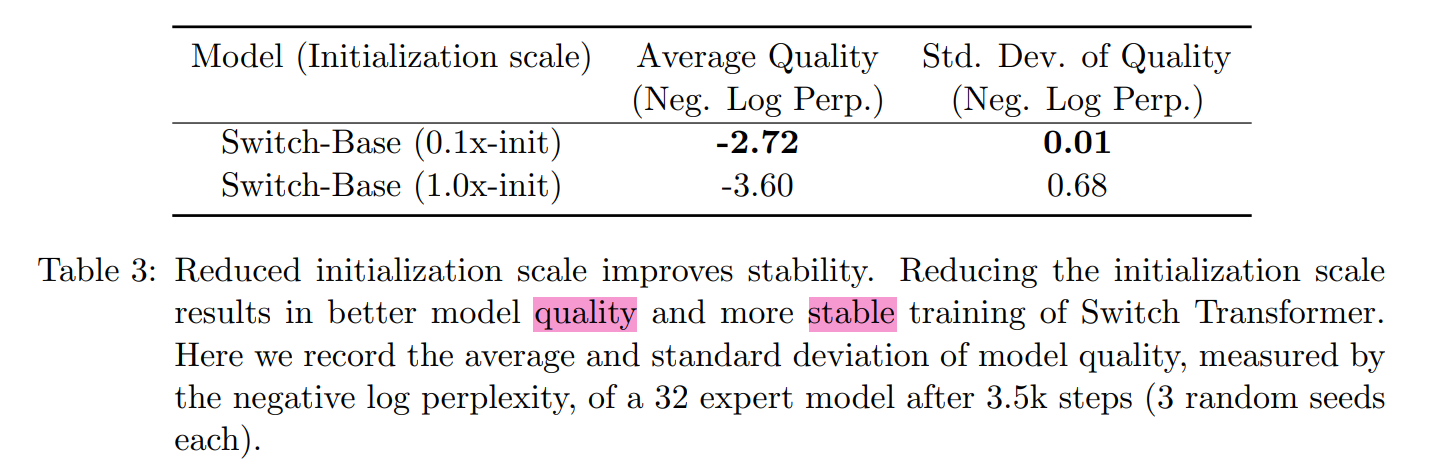 Model (Initialization scale) Average Quality Std. Dev. of Quality
(Neg. Log Perp.) (Neg. Log Perp.)
Switch-Base (0.1x-init) -2.72 0.01
Switch-Base (1.0x-init) -3.60 0.68
Table 3: Reduced initialization scale improves stability. Reducing the initialization scale
results in better model quality and more stable training of Switch Transformer.
Here we record the average and standard deviation of model quality, measured by
the negative log perplexity, of a 32 expert model after 3.5k steps (3 random seeds
each).